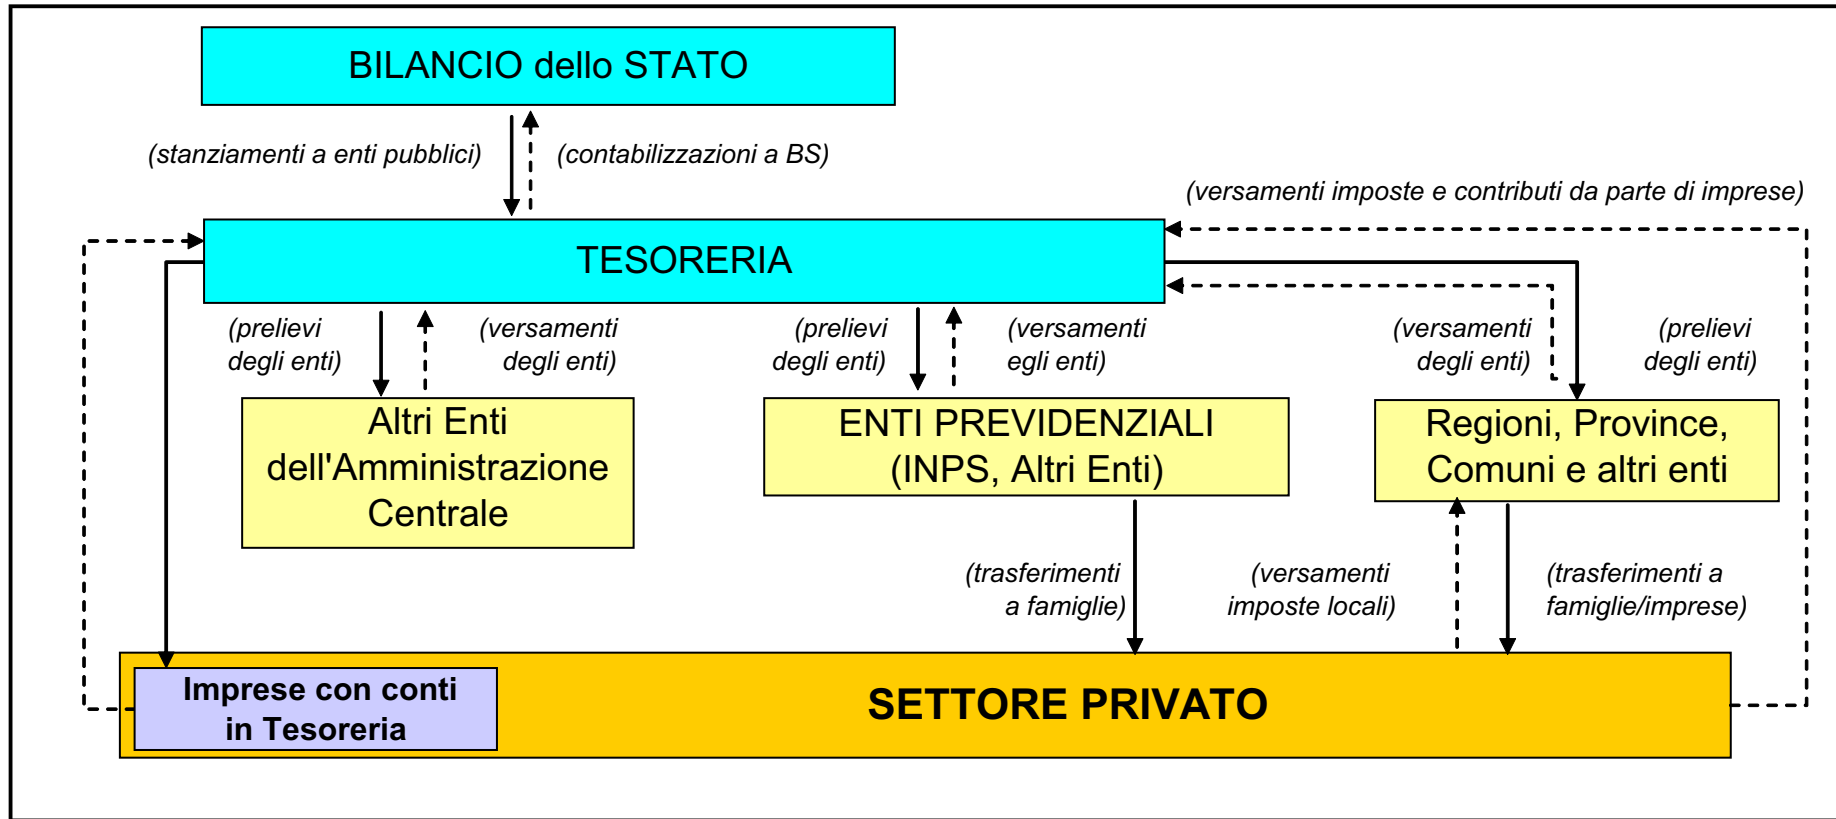 BILANCIO dello STATO
(stanziamenti a enti pubblici)
(contabilizzazioni a BS)
(versamenti imposte e contributi da parte di imprese)
TESORERIA
(prelievi
degli enti)
(versamenti
degli enti)
(prelievi
degli enti)
(versamenti
egli enti)
(versamenti
degli enti)
(prelievi
degli enti)
Altri Enti
dell'Amministrazione
Centrale
ENTI PREVIDENZIALI
(INPS, Altri Enti)
Regioni, Province,
Comuni e altri enti
(trasferimenti
a famiglie)
(versamenti
imposte locali)
(trasferimenti a
famiglie/imprese)
Imprese con conti
in Tesoreria
SETTORE PRIVATO